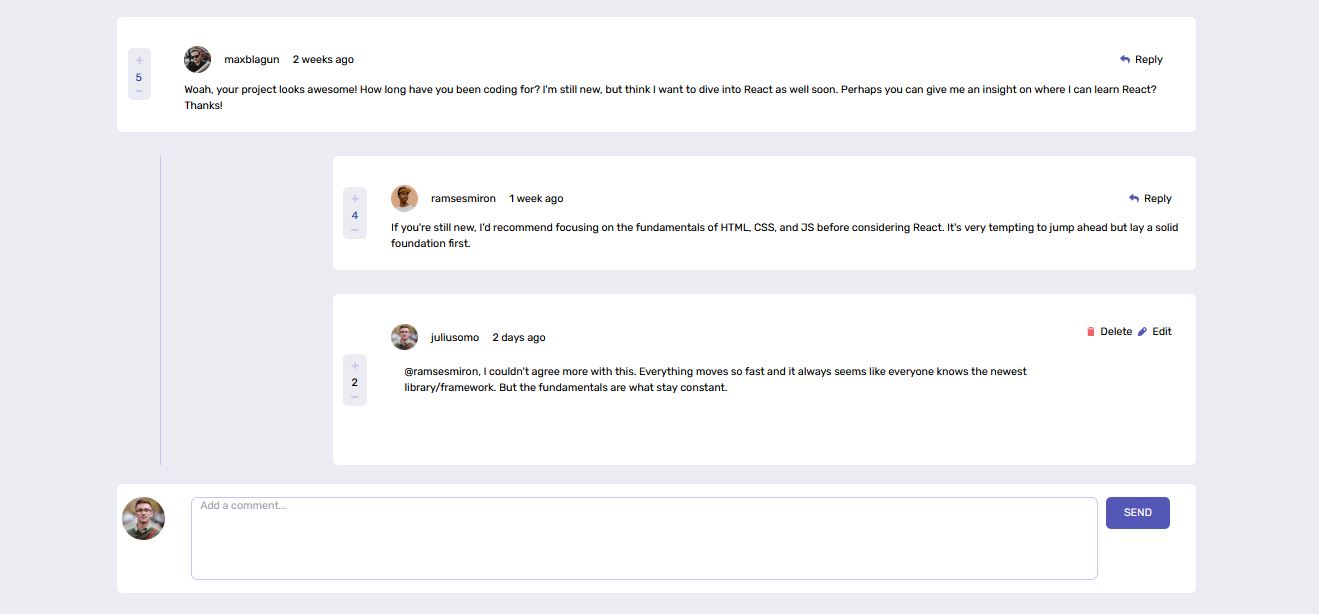 +
maxblagun 2 weeks ago Reply
5
–
Woah, your project looks awesome! How long have you been coding for? I'm still new, but think I want to dive into React as well soon. Perhaps you can give me an insight on where I can learn React?
Thanks!
+
ramsesmiron 1 week ago Reply
4
–
If you're still new, I'd recommend focusing on the fundamentals of HTML, CSS, and JS before considering React. It's very tempting to jump ahead but lay a solid
foundation first.
juliusomo 2 days ago Delete Edit
+
2
–
@ramsesmiron, I couldn't agree more with this. Everything moves so fast and it always seems like everyone knows the newest
library/framework. But the fundamentals are what stay constant.
Add a comment...
SEND